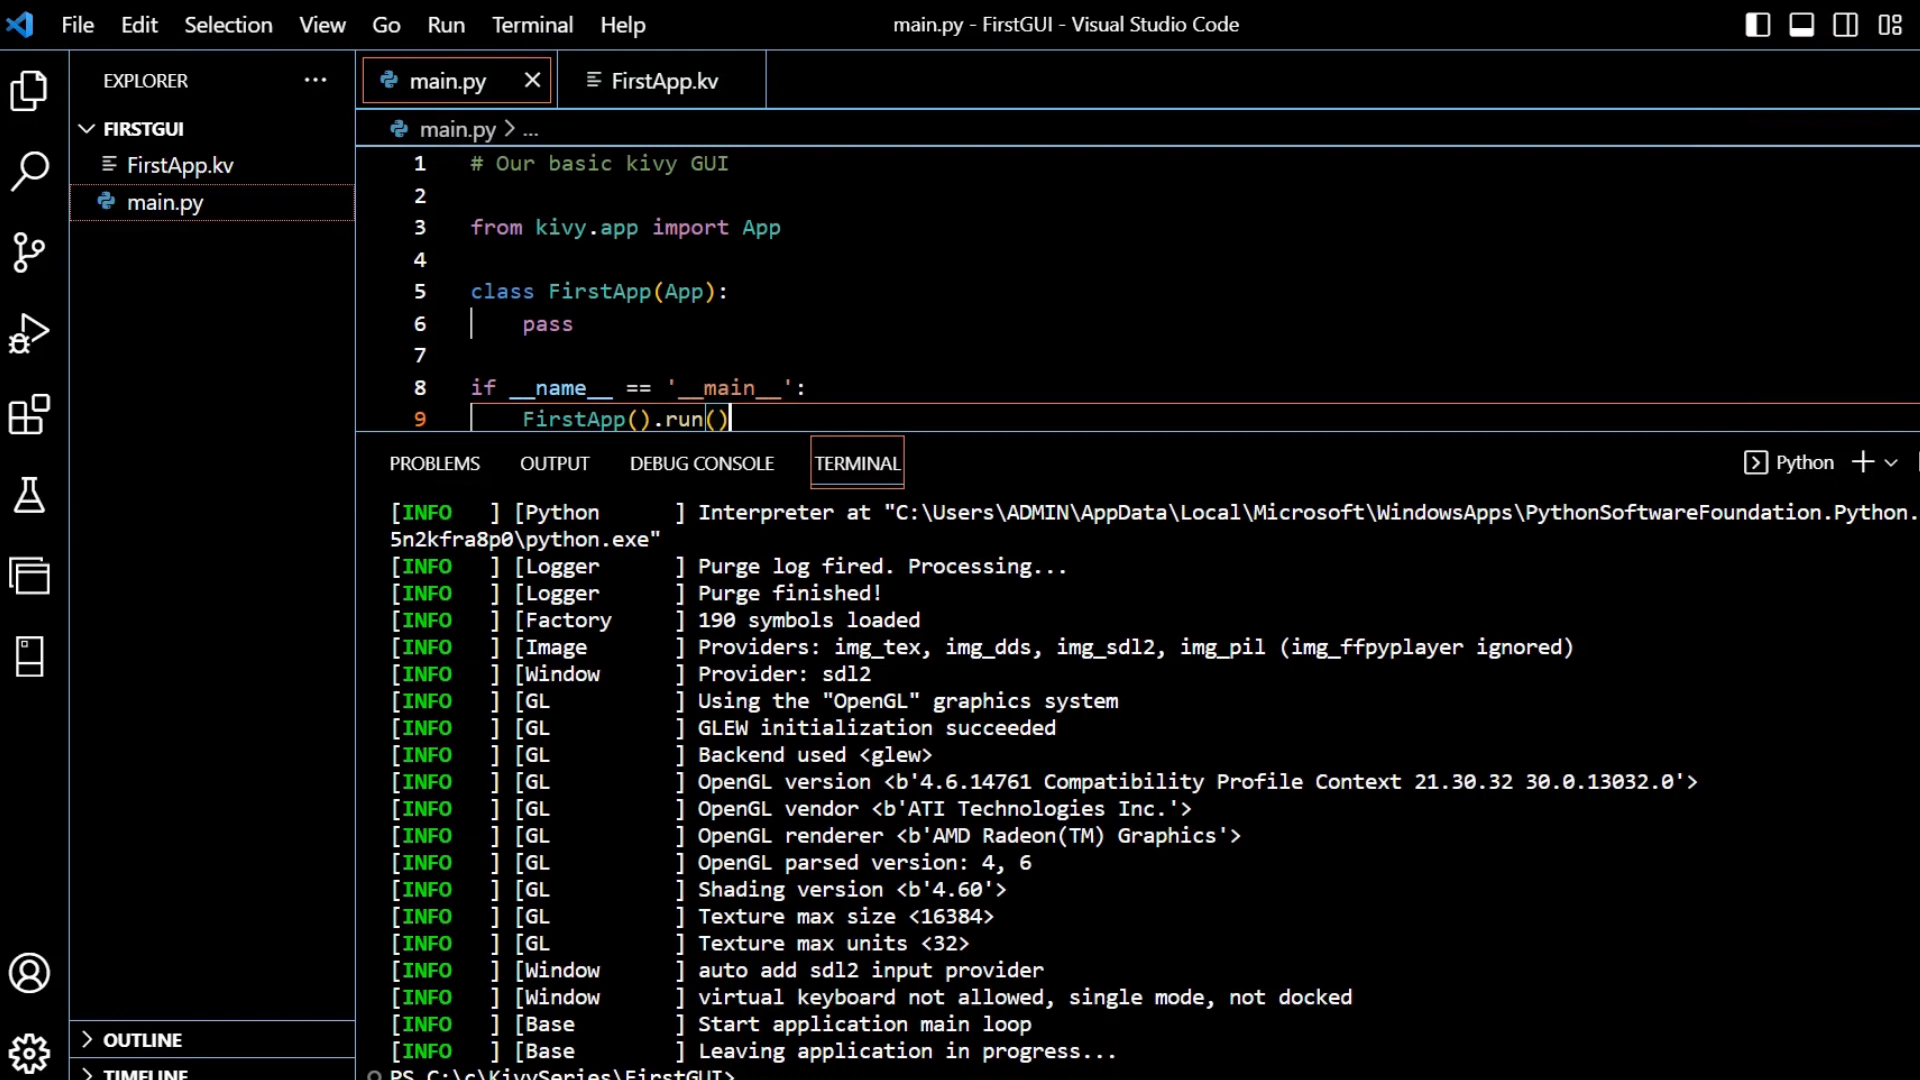 File Edit Selection View Go Run Terminal Help main.py - FirstGUI - Visual Studio Code
EXPLORER ...
FIRSTGUI
FirstApp.kv
main.py
OUTLINE
TIMELINE
main.py FirstApp.kv
main.py > ...
1 # Our basic kivy GUI
2
3 from kivy.app import App
4
5 class FirstApp(App):
6 pass
7
8 if __name__ == '__main__':
9 FirstApp().run()
PROBLEMS OUTPUT DEBUG CONSOLE TERMINAL Python
[INFO   ] [Python      ] Interpreter at "C:\Users\ADMIN\AppData\Local\Microsoft\WindowsApps\PythonSoftwareFoundation.Python.
5n2kfra8p0\python.exe"
[INFO   ] [Logger      ] Purge log fired. Processing...
[INFO   ] [Logger      ] Purge finished!
[INFO   ] [Factory     ] 190 symbols loaded
[INFO   ] [Image       ] Providers: img_tex, img_dds, img_sdl2, img_pil (img_ffpyplayer ignored)
[INFO   ] [Window      ] Provider: sdl2
[INFO   ] [GL          ] Using the "OpenGL" graphics system
[INFO   ] [GL          ] GLEW initialization succeeded
[INFO   ] [GL          ] Backend used <glew>
[INFO   ] [GL          ] OpenGL version <b'4.6.14761 Compatibility Profile Context 21.30.32 30.0.13032.0'>
[INFO   ] [GL          ] OpenGL vendor <b'ATI Technologies Inc.'>
[INFO   ] [GL          ] OpenGL renderer <b'AMD Radeon(TM) Graphics'>
[INFO   ] [GL          ] OpenGL parsed version: 4, 6
[INFO   ] [GL          ] Shading version <b'4.60'>
[INFO   ] [GL          ] Texture max size <16384>
[INFO   ] [GL          ] Texture max units <32>
[INFO   ] [Window      ] auto add sdl2 input provider
[INFO   ] [Window      ] virtual keyboard not allowed, single mode, not docked
[INFO   ] [Base        ] Start application main loop
[INFO   ] [Base        ] Leaving application in progress...
PS C:\c\KivySeries\FirstGUI>